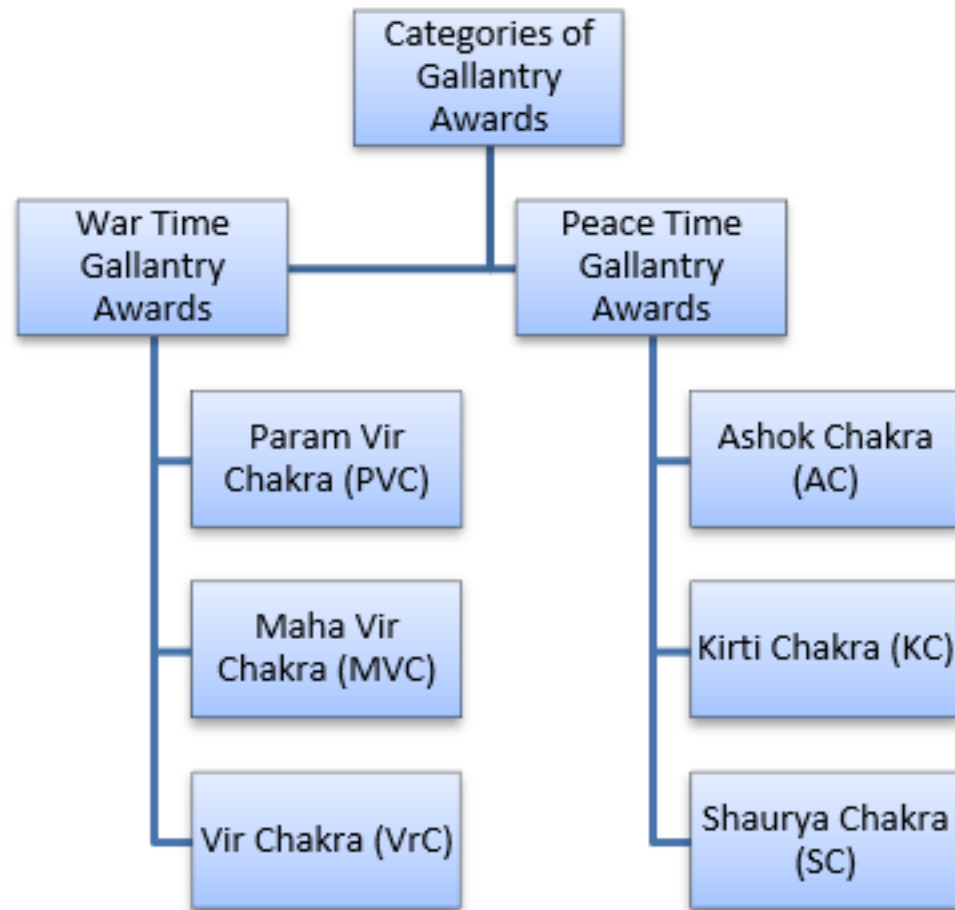 Categories of
Gallantry
Awards
War Time
Gallantry
Awards
Peace Time
Gallantry
Awards
Param Vir
Chakra (PVC)
Maha Vir
Chakra (MVC)
Vir Chakra (VrC)
Ashok Chakra
(AC)
Kirti Chakra (KC)
Shaurya Chakra
(SC)